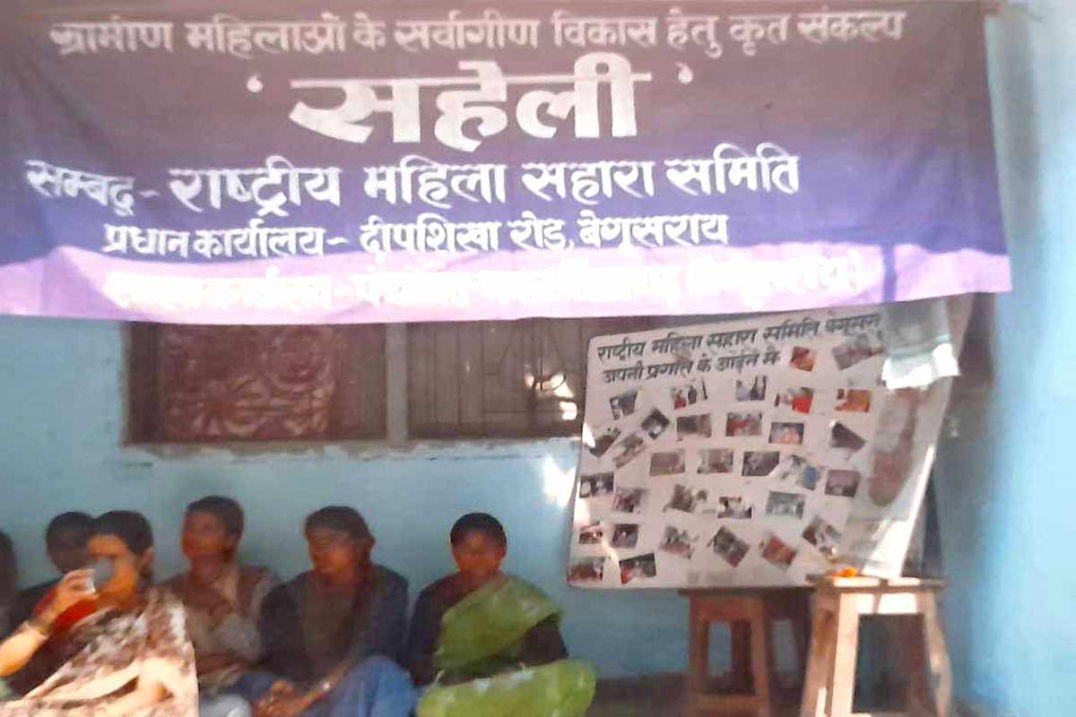 ग्रामीण महिलाओ के सर्वागीण विकास हेतु कृत संकल्प
' सहेली '
सम्बद्ध - राष्ट्रीय महिला सहारा समिति
प्रधान कार्यालय - दीपशिखा रोड, बेगूसराय
राष्ट्रीय महिला सहारा समिति बेगूसराय
अपनी प्रगति के आईने मे